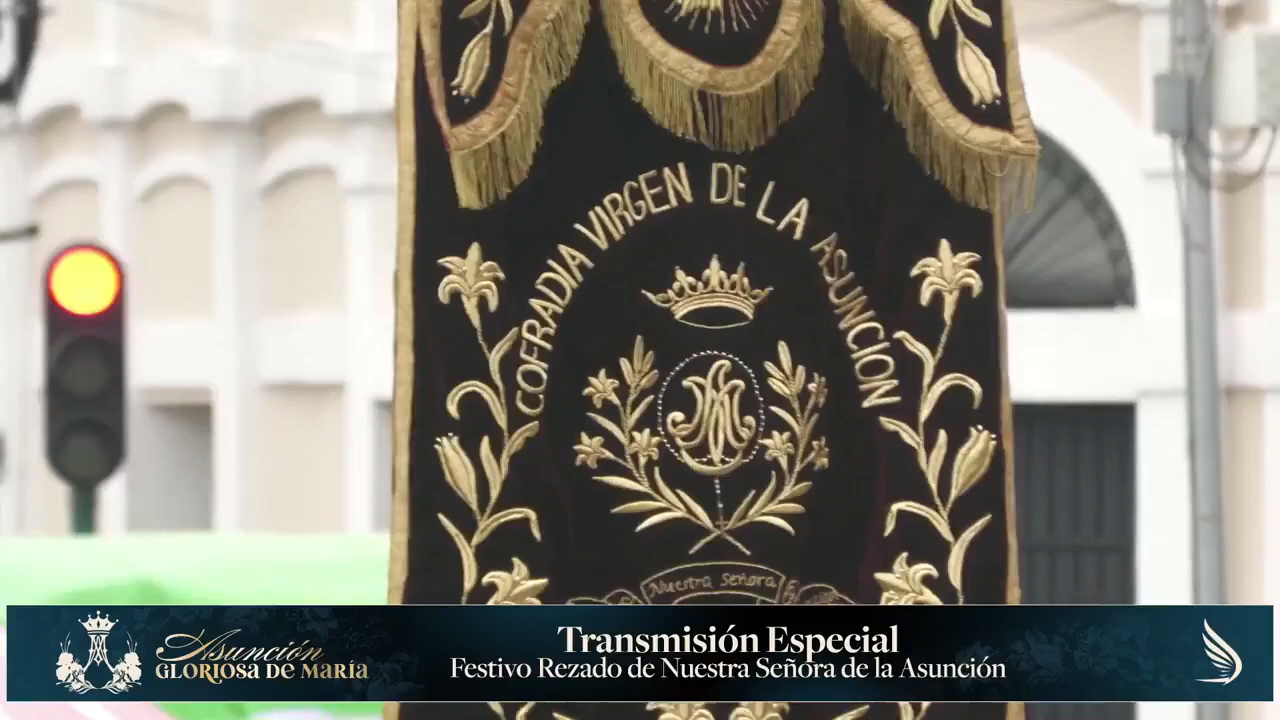 COFRADIA VIRGEN DE LA ASUNCION
Nuestra Señora
Asunción
GLORIOSA DE MARÍA
Transmisión Especial
Festivo Rezado de Nuestra Señora de la Asunción